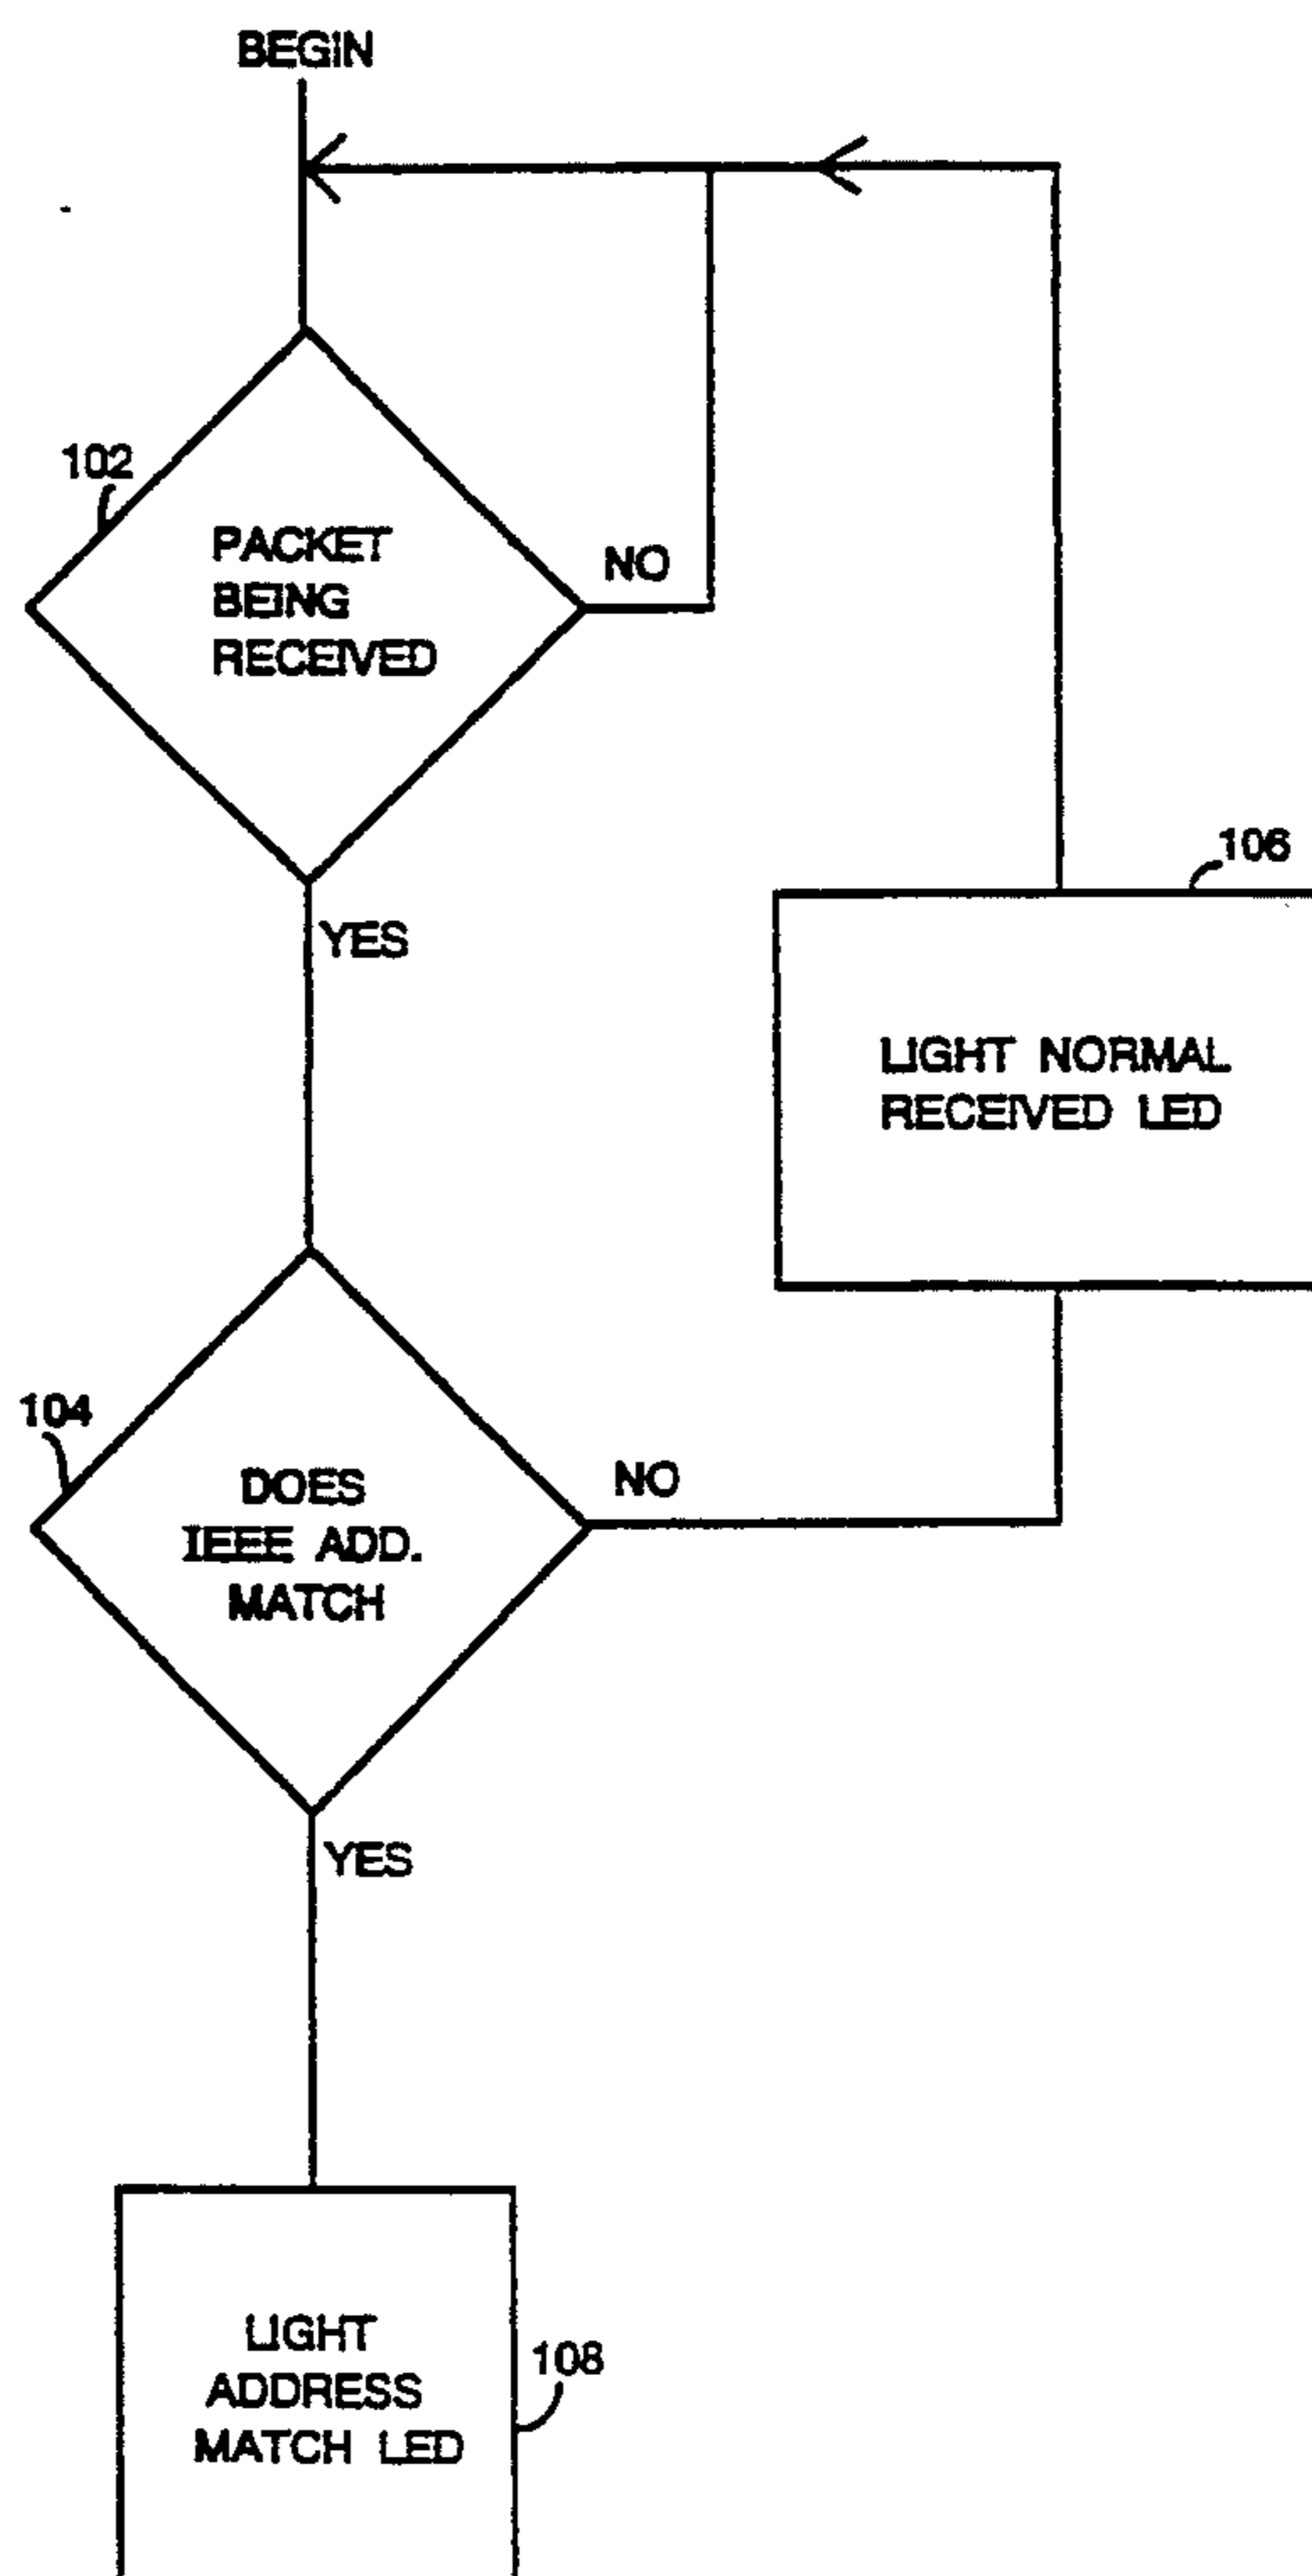 BEGIN
102
PACKET
BEING
RECEIVED
NO
YES
106
LIGHT NORMAL
RECEIVED LED
104
DOES
IEEE ADD.
MATCH
NO
YES
LIGHT
ADDRESS
MATCH LED
108